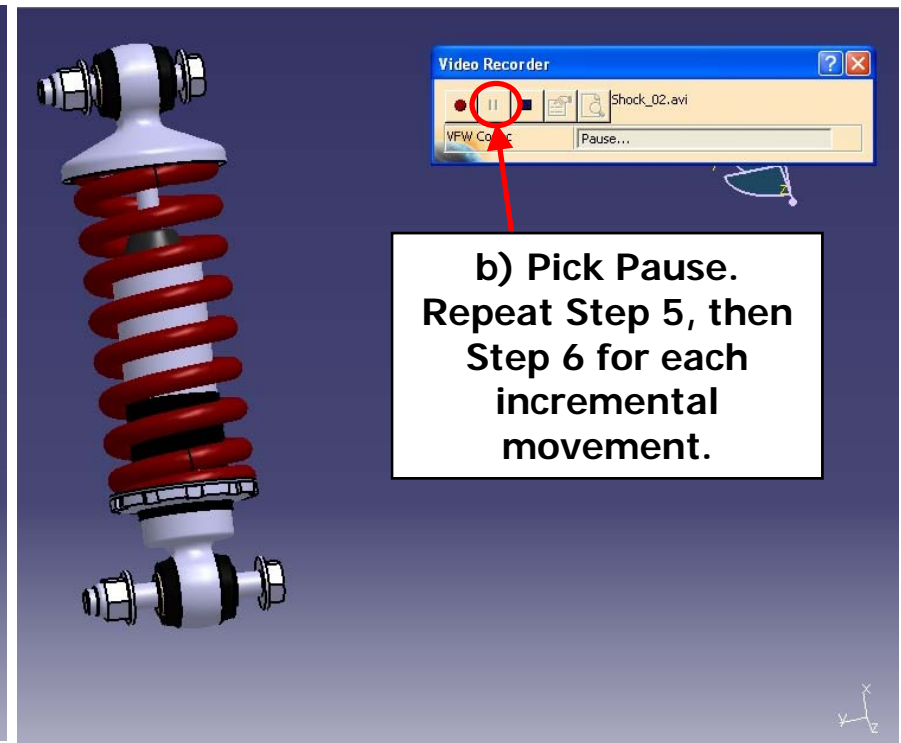 Video Recorder
Shock_02.avi
Pause...
b) Pick Pause.
Repeat Step 5, then
Step 6 for each
incremental
movement.
z
x
y
z